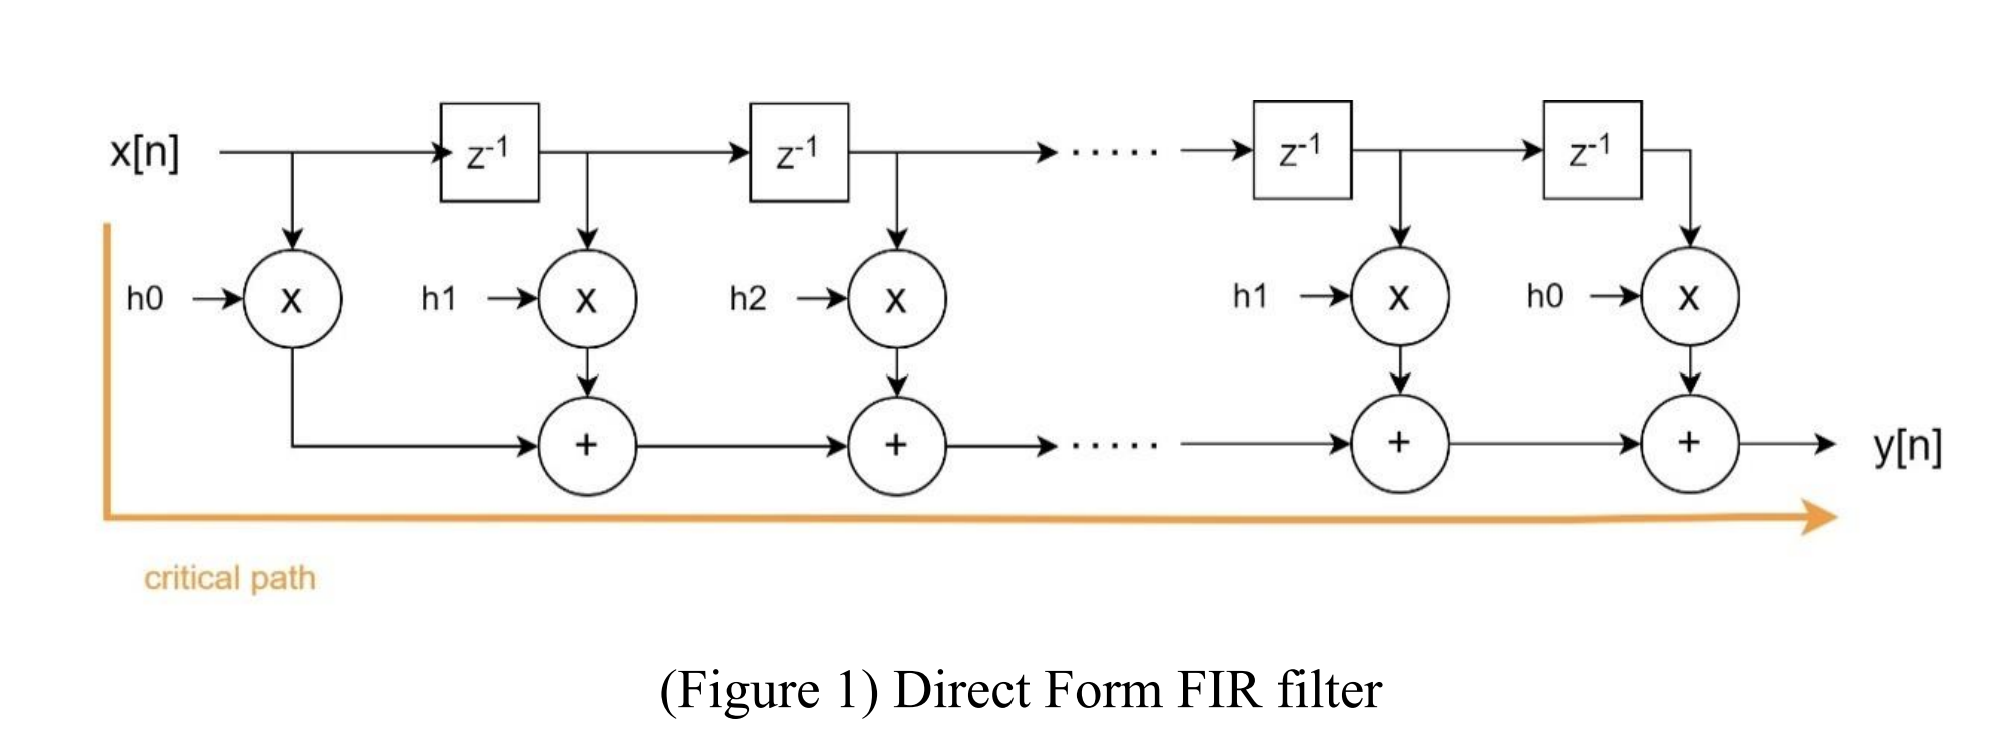 x[n] z⁻¹ z⁻¹ ..... z⁻¹ z⁻¹
h0 x h1 x h2 x h1 x h0 x
+ + ..... + + y[n]
critical path
(Figure 1) Direct Form FIR filter